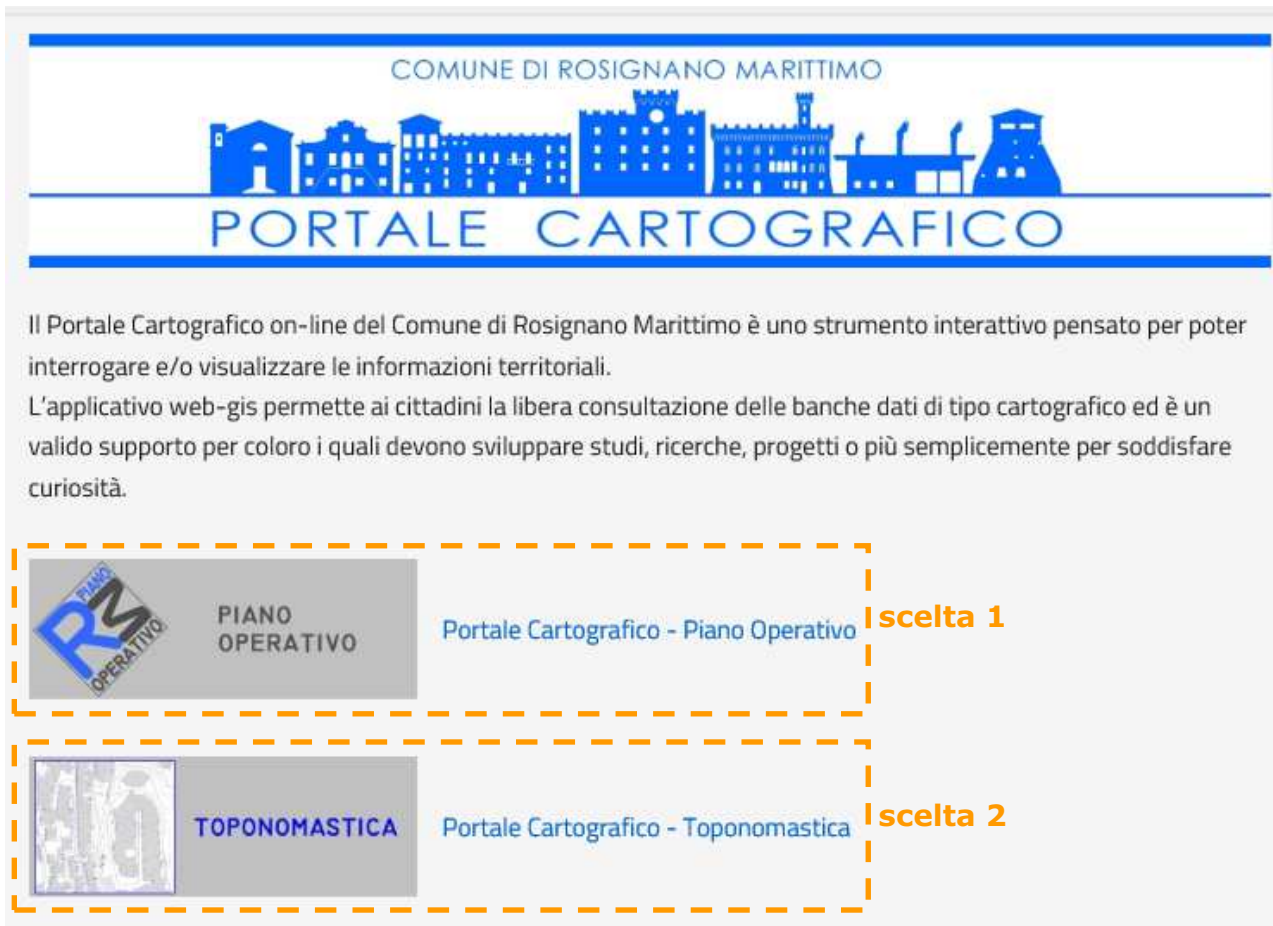 COMUNE DI ROSIGNANO MARITTIMO
PORTALE CARTOGRAFICO
Il Portale Cartografico on-line del Comune di Rosignano Marittimo è uno strumento interattivo pensato per poter
interrogare e/o visualizzare le informazioni territoriali.
L'applicativo web-gis permette ai cittadini la libera consultazione delle banche dati di tipo cartografico ed è un
valido supporto per coloro i quali devono sviluppare studi, ricerche, progetti o più semplicemente per soddisfare
curiosità.
PIANO
RM
OPERATIVO
OPERATIVO
PIANO
OPERATIVO
Portale Cartografico - Piano Operativo
scelta 1
TOPONOMASTICA
Portale Cartografico - Toponomastica
scelta 2